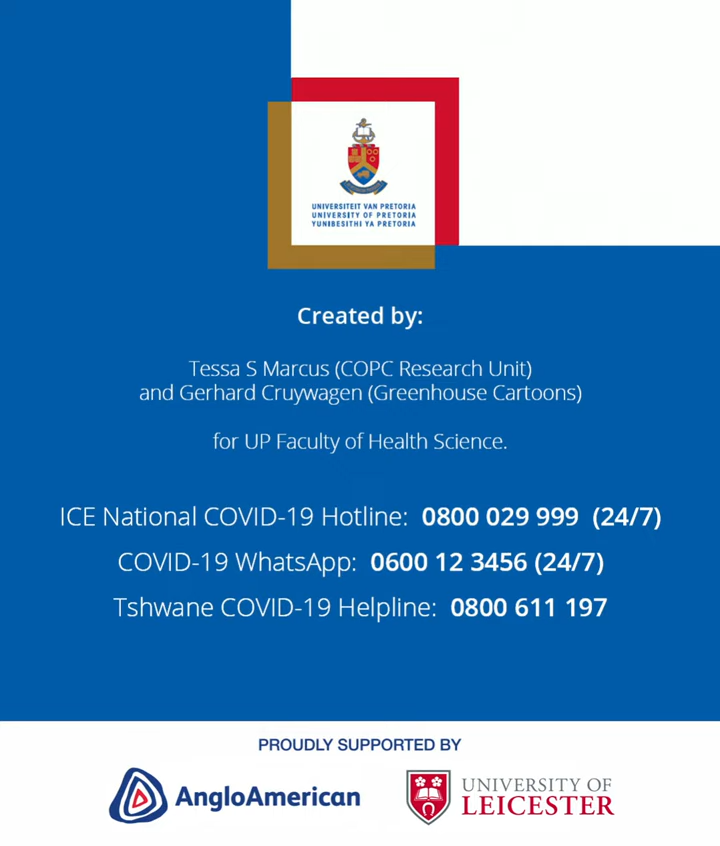 UNIVERSITEIT VAN PRETORIA
UNIVERSITY OF PRETORIA
YUNIBESITHI YA PRETORIA
Created by:
Tessa S Marcus (COPC Research Unit)
and Gerhard Cruywagen (Greenhouse Cartoons)
for UP Faculty of Health Science.
ICE National COVID-19 Hotline: 0800 029 999 (24/7)
COVID-19 WhatsApp: 0600 12 3456 (24/7)
Tshwane COVID-19 Helpline: 0800 611 197
PROUDLY SUPPORTED BY
AngloAmerican
UNIVERSITY OF
LEICESTER